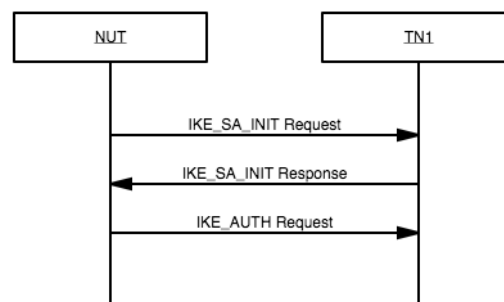 NUT
TN1
IKE_SA_INIT Request
IKE_SA_INIT Response
IKE_AUTH Request